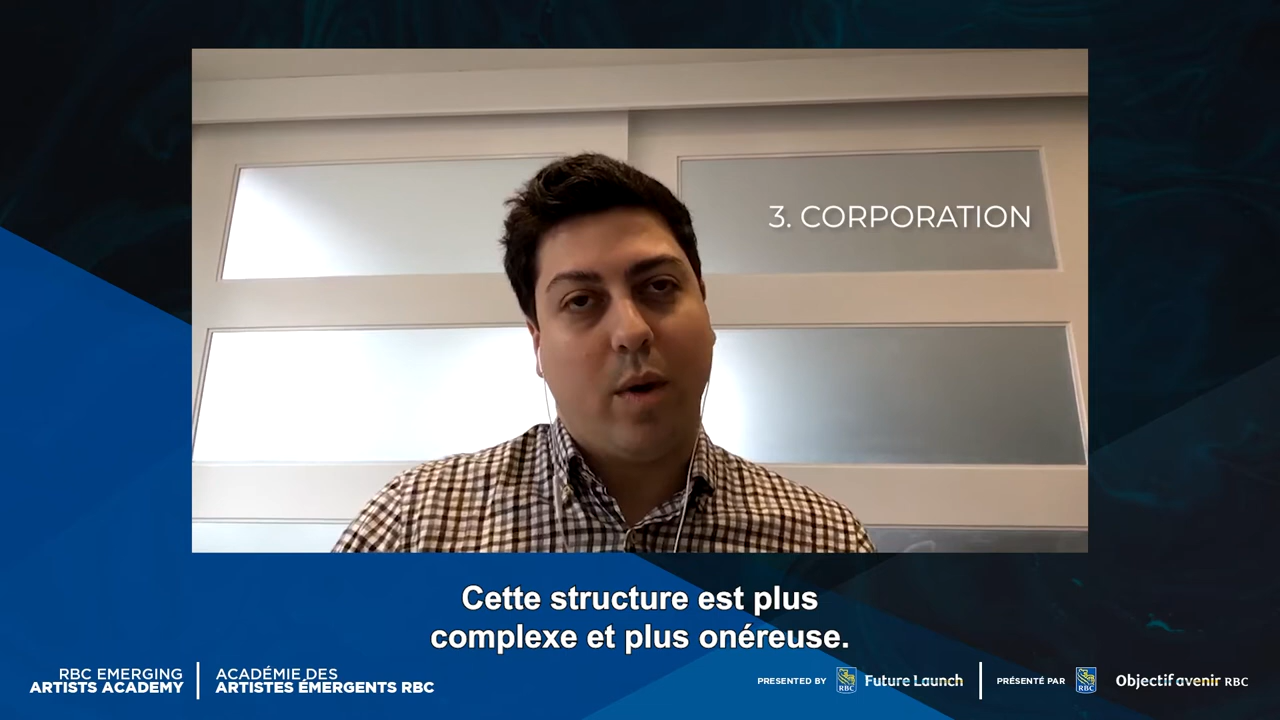 3. CORPORATION
Cette structure est plus
complexe et plus onéreuse.
RBC EMERGING
ARTISTS ACADEMY
ACADÉMIE DES
ARTISTES ÉMERGENTS RBC
PRESENTED BY
RBC
Future Launch
PRÉSENTÉ PAR
RBC
Objectif avenir RBC